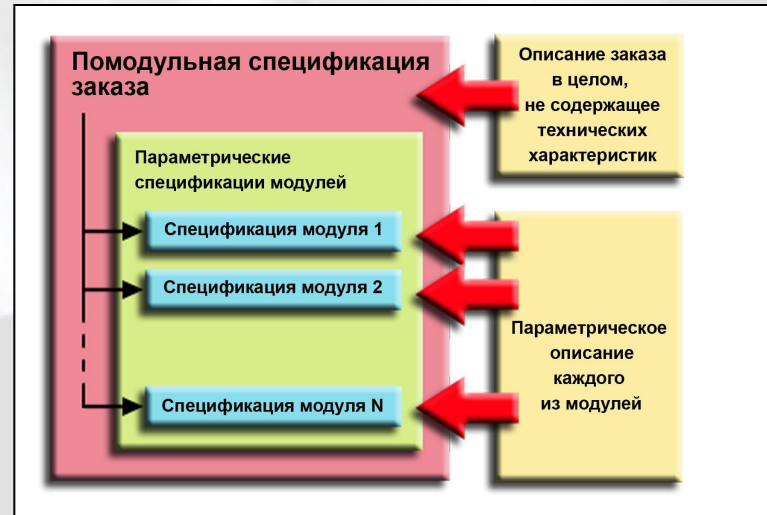 Помодульная спецификация
заказа
Описание заказа
в целом,
не содержащее
технических
характеристик
Параметрические
спецификации модулей
Спецификация модуля 1
Спецификация модуля 2
Спецификация модуля N
Параметрическое
описание
каждого
из модулей